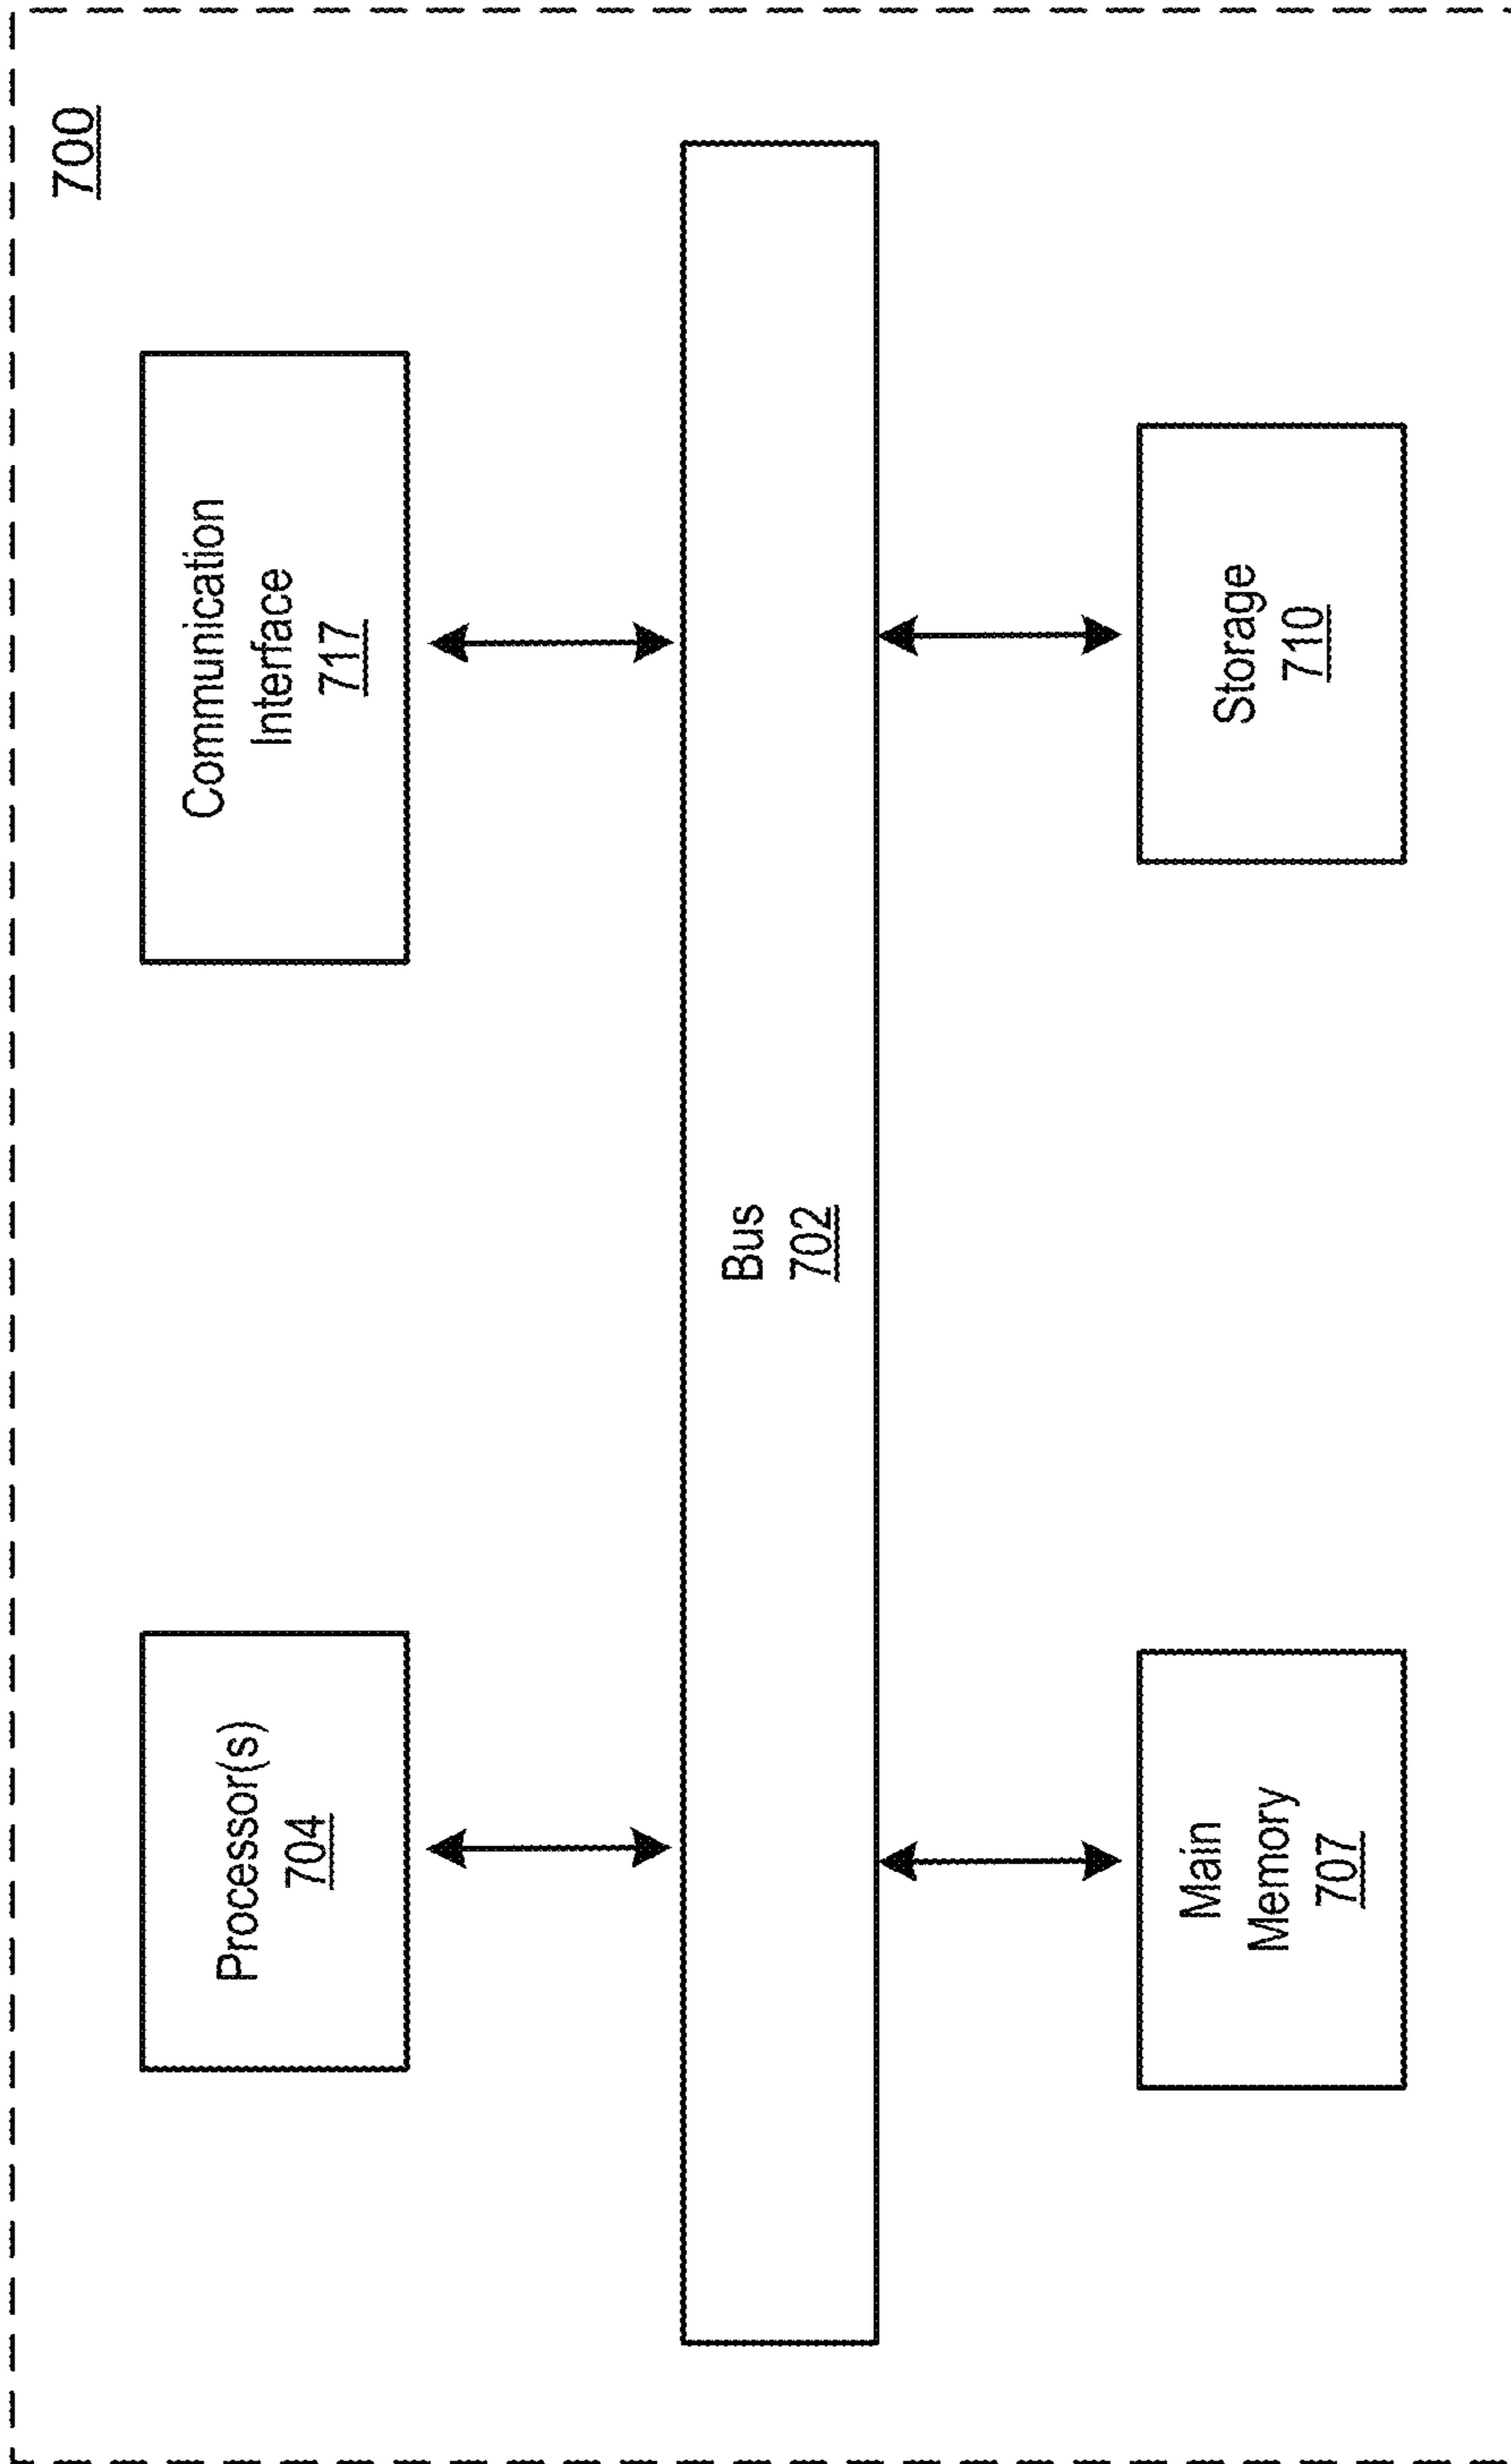 700
Processor(s)
704
Communication
Interface
717
Bus
702
Main
Memory
707
Storage
710